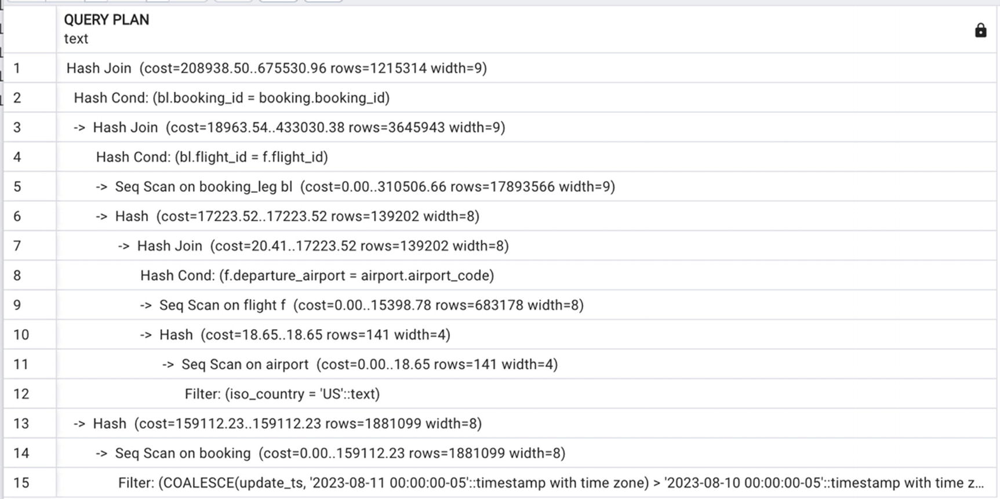 QUERY PLAN
text
1 Hash Join (cost=208938.50..675530.96 rows=1215314 width=9)
2 Hash Cond: (bl.booking_id = booking.booking_id)
3 -> Hash Join (cost=18963.54..433030.38 rows=3645943 width=9)
4 Hash Cond: (bl.flight_id = f.flight_id)
5 -> Seq Scan on booking_leg bl (cost=0.00..310506.66 rows=17893566 width=9)
6 -> Hash (cost=17223.52..17223.52 rows=139202 width=8)
7 -> Hash Join (cost=20.41..17223.52 rows=139202 width=8)
8 Hash Cond: (f.departure_airport = airport.airport_code)
9 -> Seq Scan on flight f (cost=0.00..15398.78 rows=683178 width=8)
10 -> Hash (cost=18.65..18.65 rows=141 width=4)
11 -> Seq Scan on airport (cost=0.00..18.65 rows=141 width=4)
12 Filter: (iso_country = 'US'::text)
13 -> Hash (cost=159112.23..159112.23 rows=1881099 width=8)
14 -> Seq Scan on booking (cost=0.00..159112.23 rows=1881099 width=8)
15 Filter: (COALESCE(update_ts, '2023-08-11 00:00:00-05'::timestamp with time zone) > '2023-08-10 00:00:00-05'::timestamp with time z...